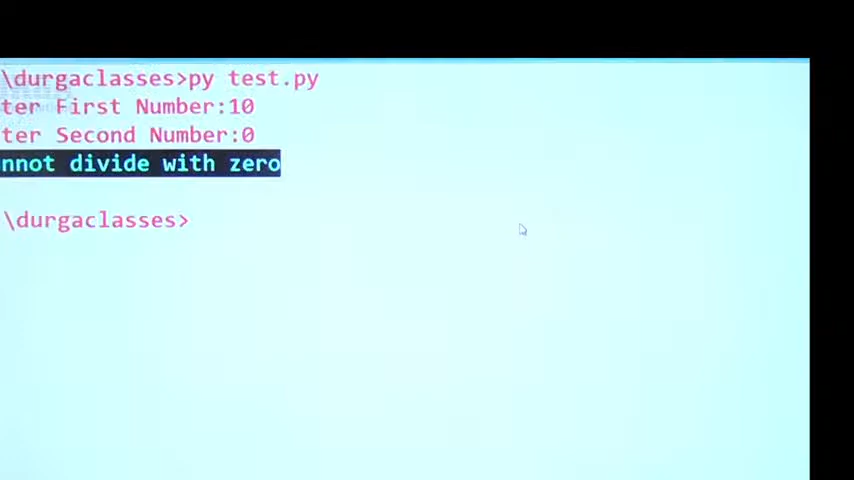 \durgaclasses>py test.py
ter First Number:10
ter Second Number:0
nnot divide with zero
\durgaclasses>